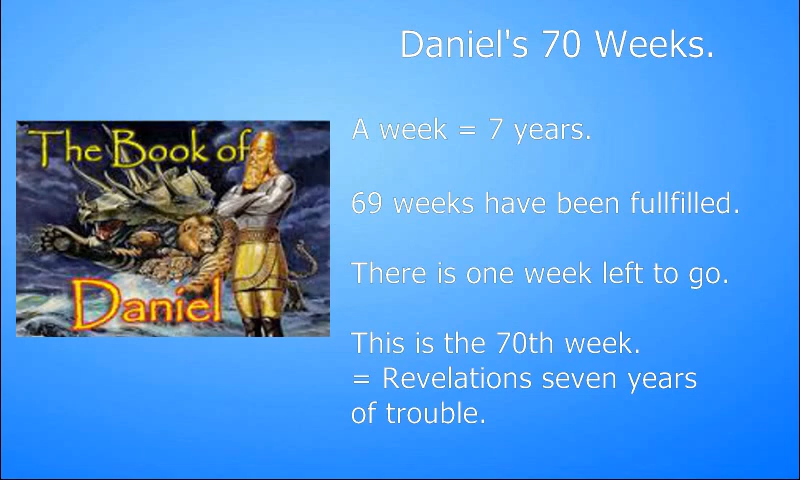 Daniel's 70 Weeks.
The Book of
Daniel
A week = 7 years.
69 weeks have been fullfilled.
There is one week left to go.
This is the 70th week.
= Revelations seven years
of trouble.